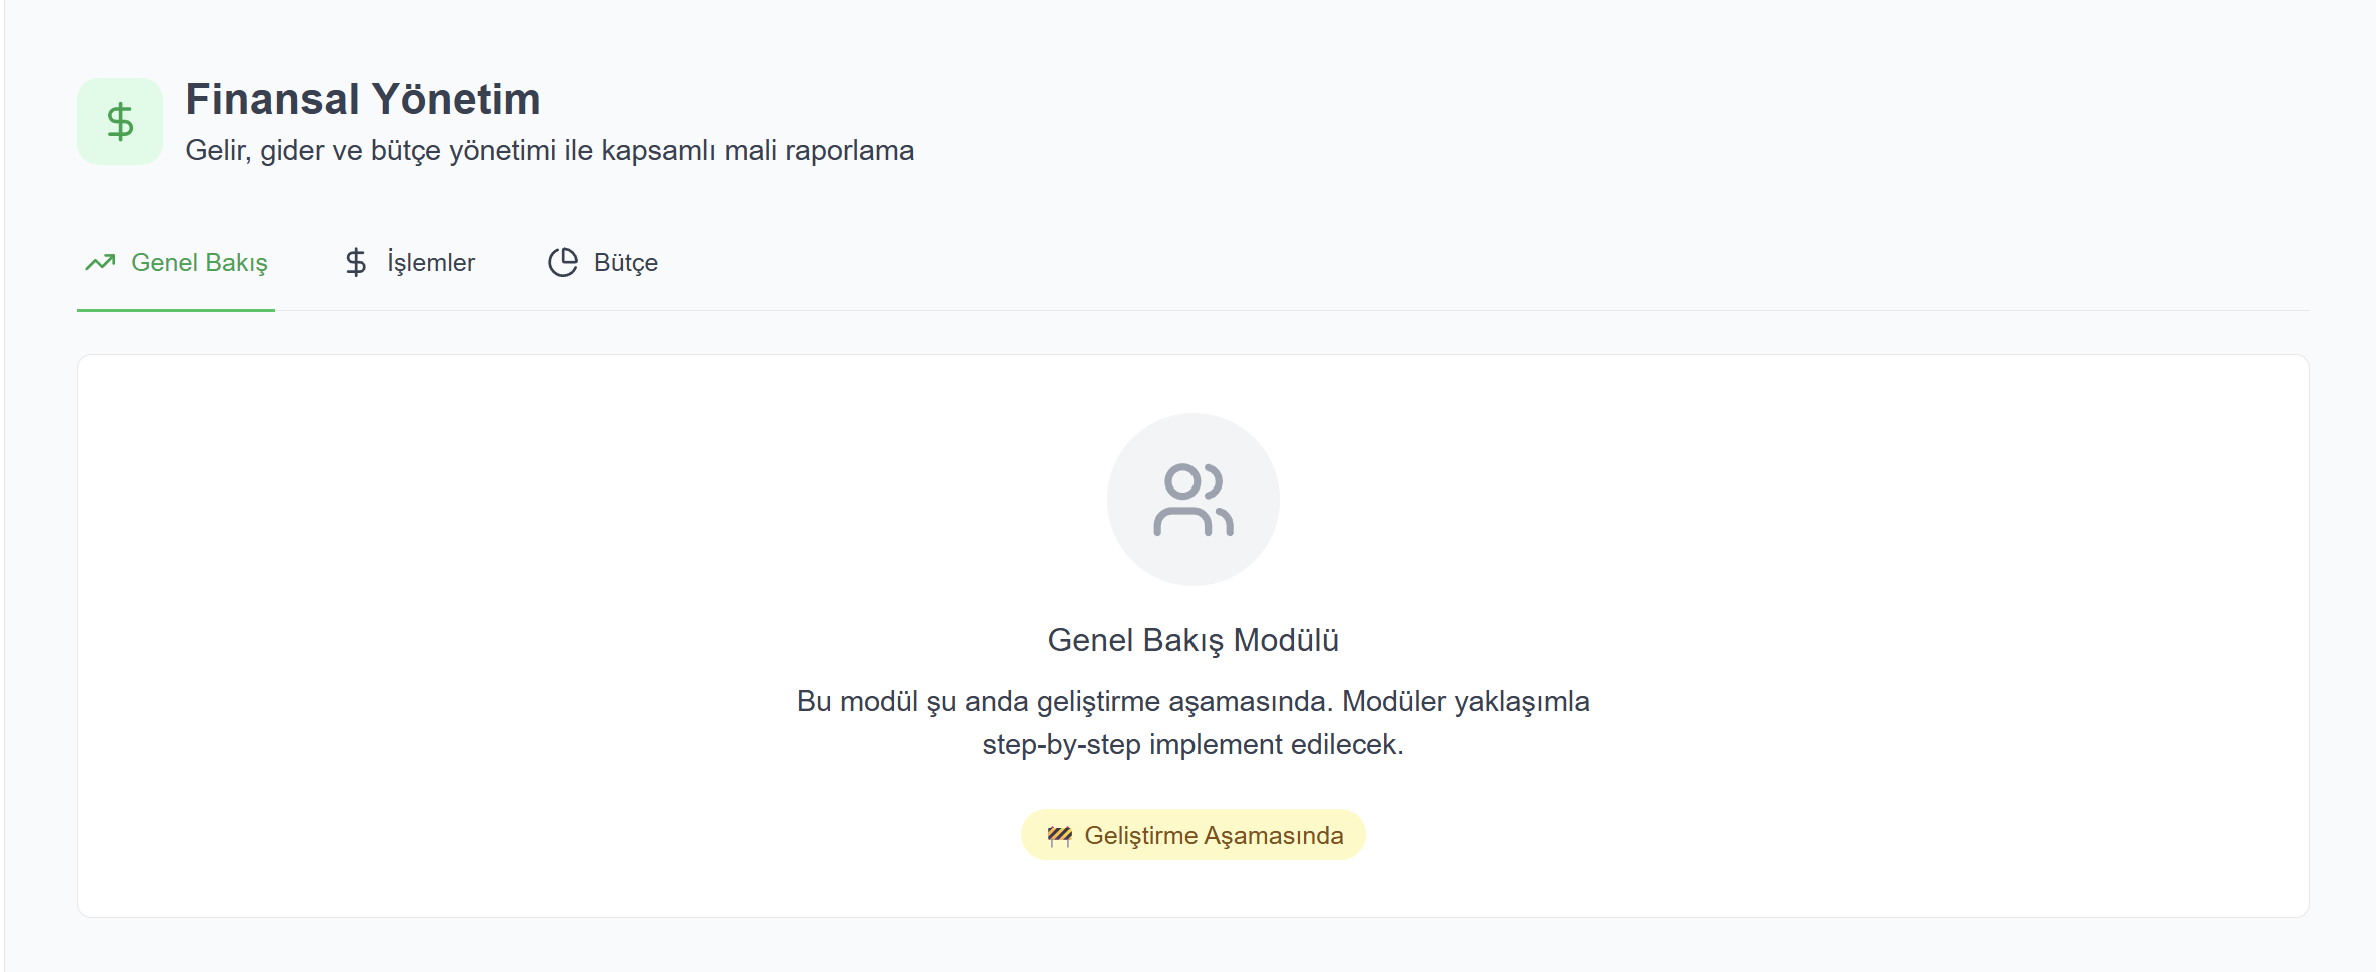 Finansal Yönetim
Gelir, gider ve bütçe yönetimi ile kapsamlı mali raporlama
Genel Bakış
İşlemler
Bütçe
Genel Bakış Modülü
Bu modül şu anda geliştirme aşamasında. Modüler yaklaşımla
step-by-step implement edilecek.
🚧 Geliştirme Aşamasında